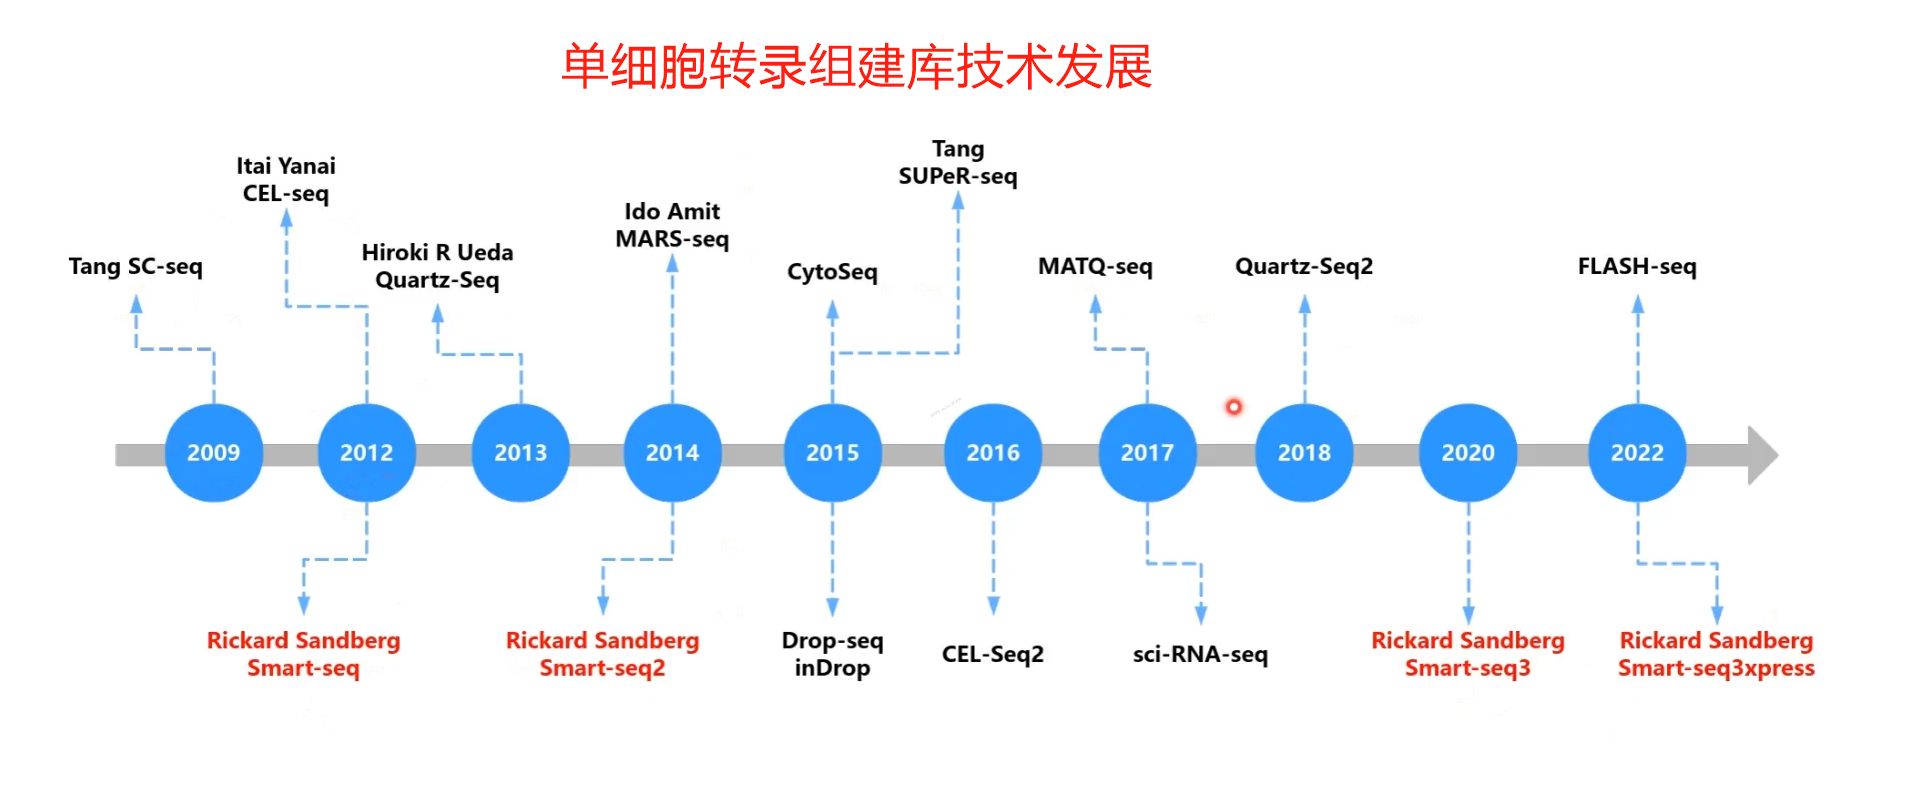 单细胞转录组建库技术发展
Tang SC-seq
Itai Yanai
CEL-seq
Hiroki R Ueda
Quartz-Seq
Ido Amit
MARS-seq
CytoSeq
Tang
SUPeR-seq
MATQ-seq
Quartz-Seq2
FLASH-seq
2009
2012
2013
2014
2015
2016
2017
2018
2020
2022
Rickard Sandberg
Smart-seq
Rickard Sandberg
Smart-seq2
Drop-seq
inDrop
CEL-Seq2
sci-RNA-seq
Rickard Sandberg
Smart-seq3
Rickard Sandberg
Smart-seq3xpress